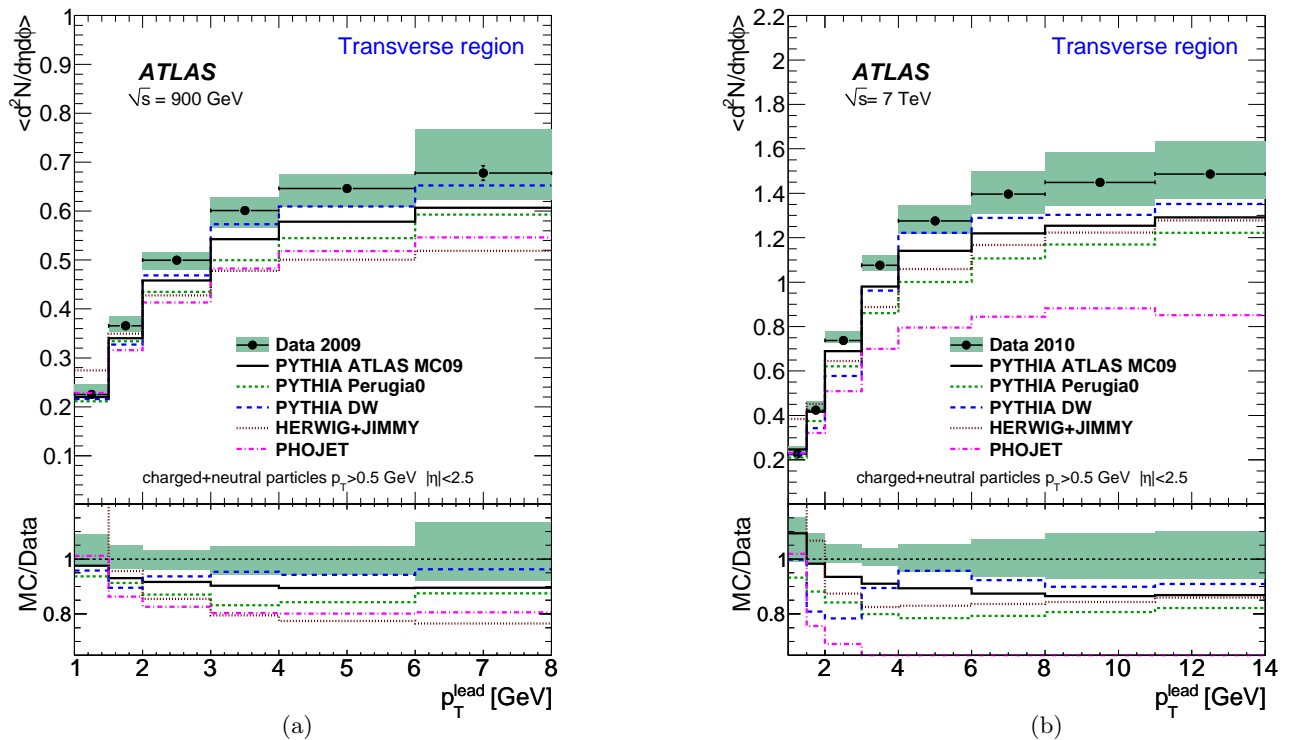 <d²N/dηdφ>
1
0.9
0.8
0.7
0.6
0.5
0.4
0.3
0.2
0.1
Transverse region
ATLAS
√s = 900 GeV
Data 2009
PYTHIA ATLAS MC09
PYTHIA Perugia0
PYTHIA DW
HERWIG+JIMMY
PHOJET
charged+neutral particles p_T>0.5 GeV |η|<2.5
MC/Data
1
0.8
1 2 3 4 5 6 7 8
p_T^lead [GeV]
(a)
<d²N/dηdφ>
2.2
2
1.8
1.6
1.4
1.2
1
0.8
0.6
0.4
0.2
Transverse region
ATLAS
√s = 7 TeV
Data 2010
PYTHIA ATLAS MC09
PYTHIA Perugia0
PYTHIA DW
HERWIG+JIMMY
PHOJET
charged+neutral particles p_T>0.5 GeV |η|<2.5
MC/Data
1
0.8
2 4 6 8 10 12 14
p_T^lead [GeV]
(b)